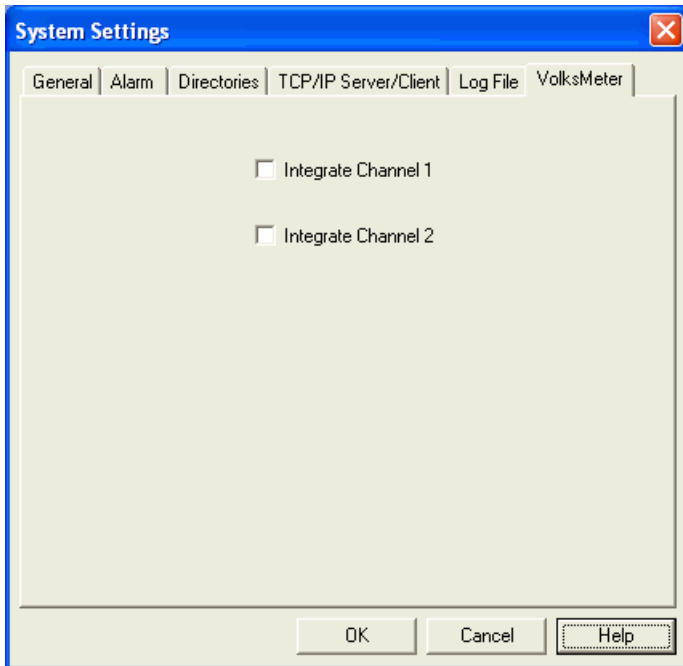 System Settings
General Alarm Directories TCP/IP Server/Client Log File VolksMeter
Integrate Channel 1
Integrate Channel 2
OK Cancel Help